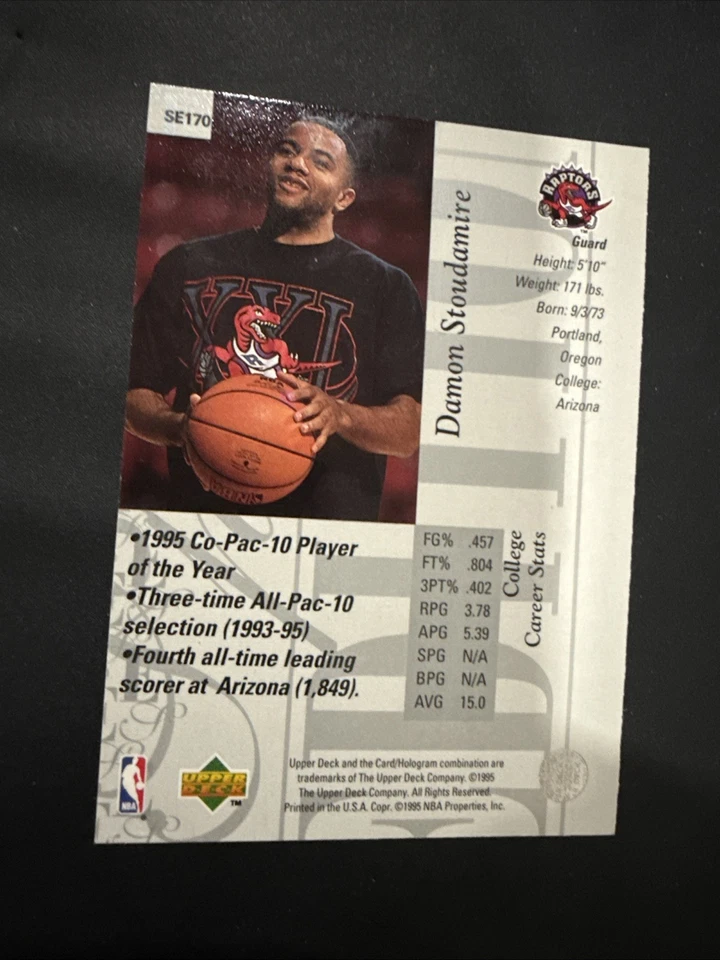 SE170
XXI
RAPTORS
™
Damon Stoudamire
Guard
Height: 5'10"
Weight: 171 lbs.
Born: 9/3/73
Portland,
Oregon
College:
Arizona
•1995 Co-Pac-10 Player
of the Year
•Three-time All-Pac-10
selection (1993-95)
•Fourth all-time leading
scorer at Arizona (1,849).
College
Career Stats
FG% .457
FT% .804
3PT% .402
RPG 3.78
APG 5.39
SPG N/A
BPG N/A
AVG 15.0
NBA
UPPER
DECK
™
Upper Deck and the Card/Hologram combination are
trademarks of The Upper Deck Company. ©1995
The Upper Deck Company. All Rights Reserved.
Printed in the U.S.A. Copr. ©1995 NBA Properties, Inc.